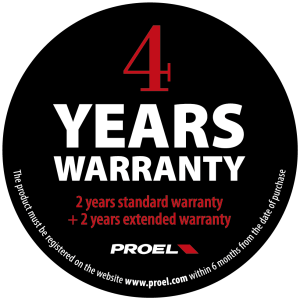 4
YEARS
WARRANTY
2 years standard warranty
+ 2 years extended warranty
PROEL
The product must be registered on the website www.proel.com within 6 months from the date of purchase